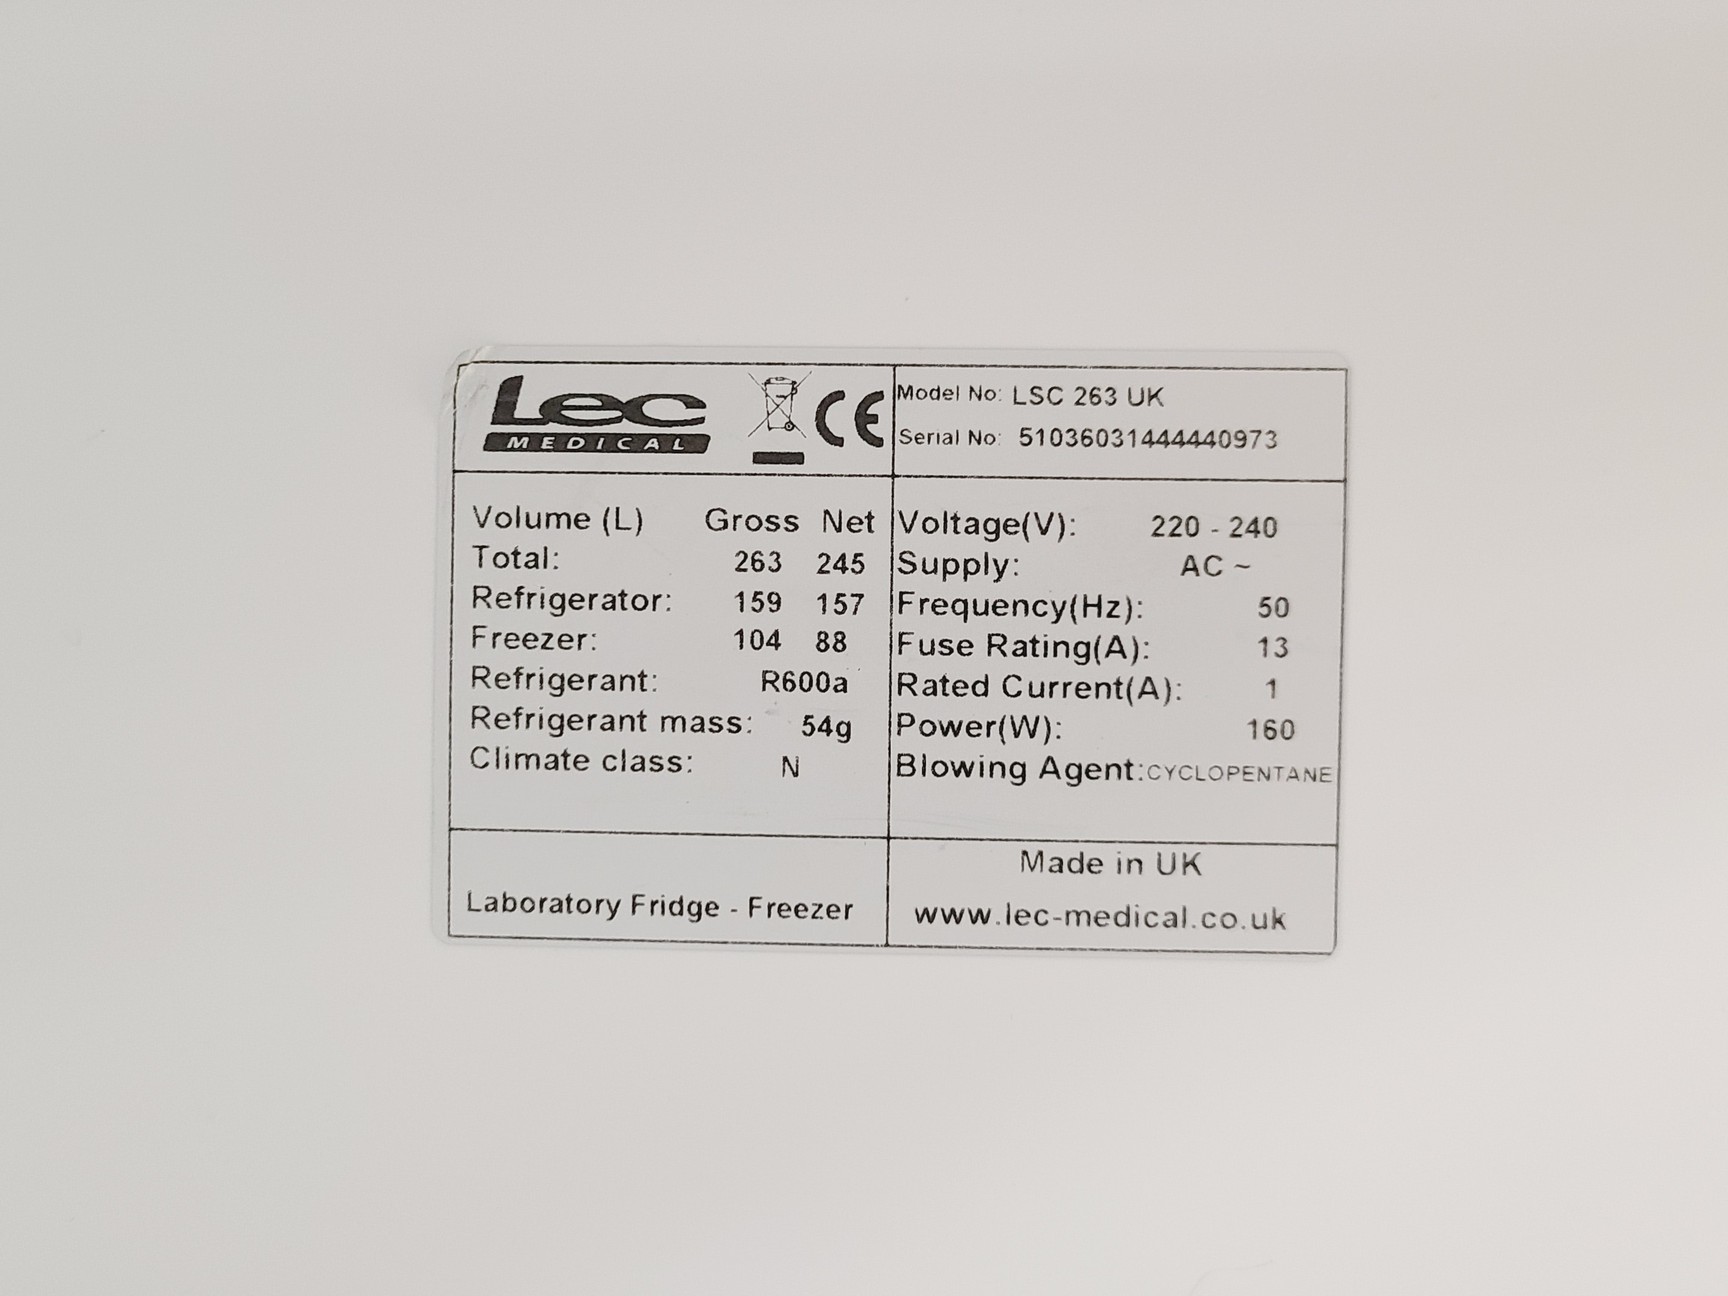 Lec
MEDICAL
CE
Model No: LSC 263 UK
Serial No: 51036031444440973
Volume (L) Gross Net
Total: 263 245
Refrigerator: 159 157
Freezer: 104 88
Refrigerant: R600a
Refrigerant mass: 54g
Climate class: N
Voltage(V): 220 - 240
Supply: AC ~
Frequency(Hz): 50
Fuse Rating(A): 13
Rated Current(A): 1
Power(W): 160
Blowing Agent:CYCLOPENTANE
Laboratory Fridge - Freezer
Made in UK
www.lec-medical.co.uk